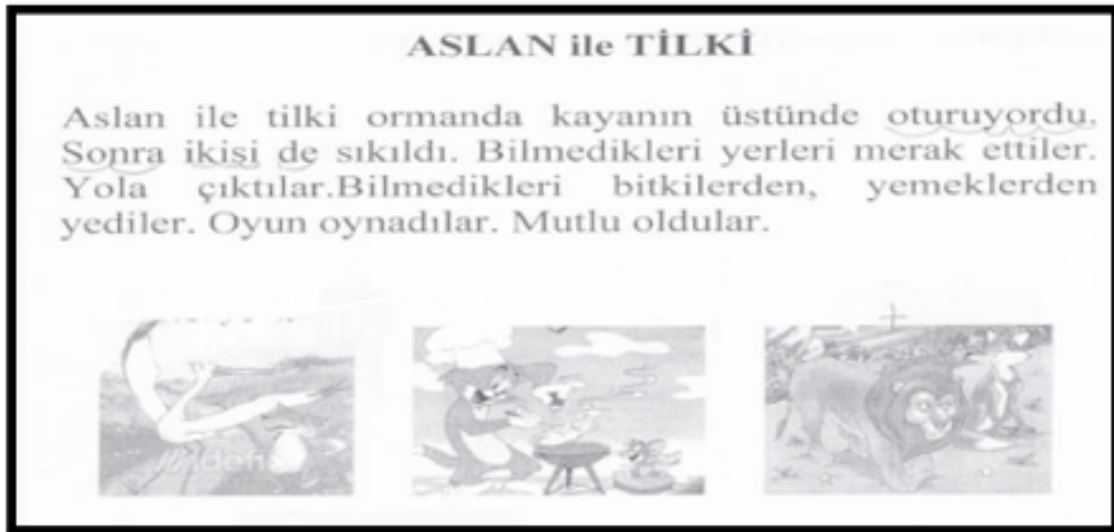 ASLAN ile TİLKİ
Aslan ile tilki ormanda kayanın üstünde oturuyordu.
Sonra ikisi de sıkıldı. Bilmedikleri yerleri merak ettiler.
Yola çıktılar.Bilmedikleri bitkilerden, yemeklerden
yediler. Oyun oynadılar. Mutlu oldular.